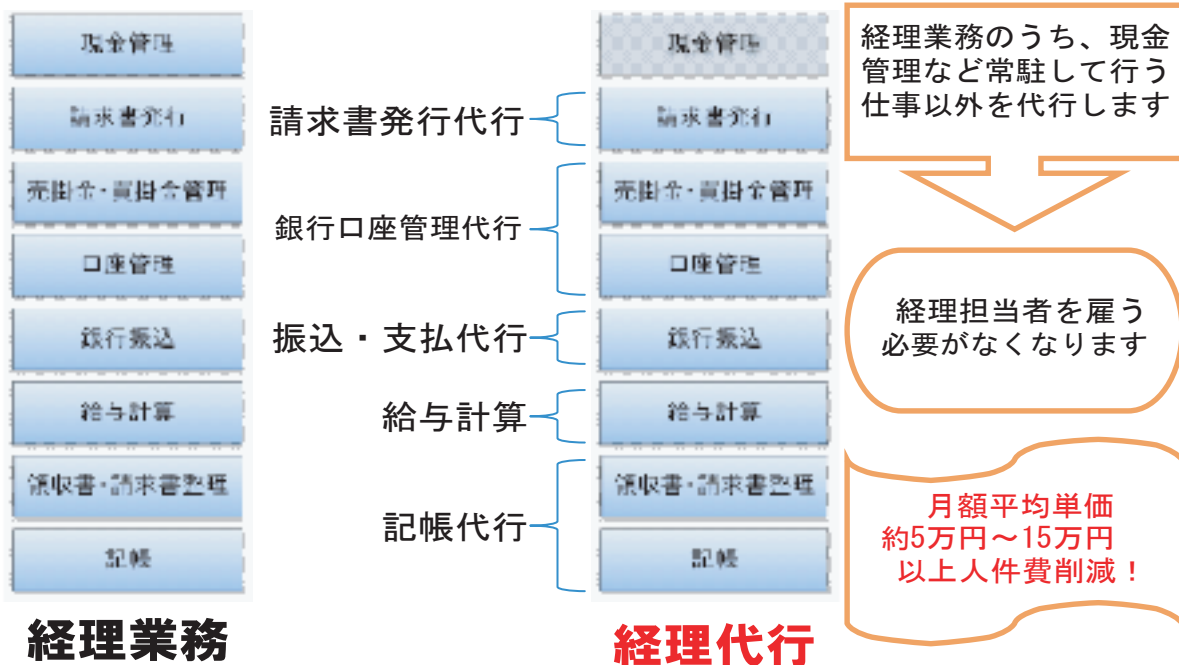 現金管理
請求書発行
売掛金・買掛金管理
口座管理
銀行振込
給与計算
領収書・請求書整理
記帳
経理業務
請求書発行代行
銀行口座管理代行
振込・支払代行
給与計算
記帳代行
現金管理
請求書発行
売掛金・買掛金管理
口座管理
銀行振込
給与計算
領収書・請求書整理
記帳
経理代行
経理業務のうち、現金
管理など常駐して行う
仕事以外を代行します
経理担当者を雇う
必要がなくなります
月額平均単価
約5万円～15万円
以上人件費削減！